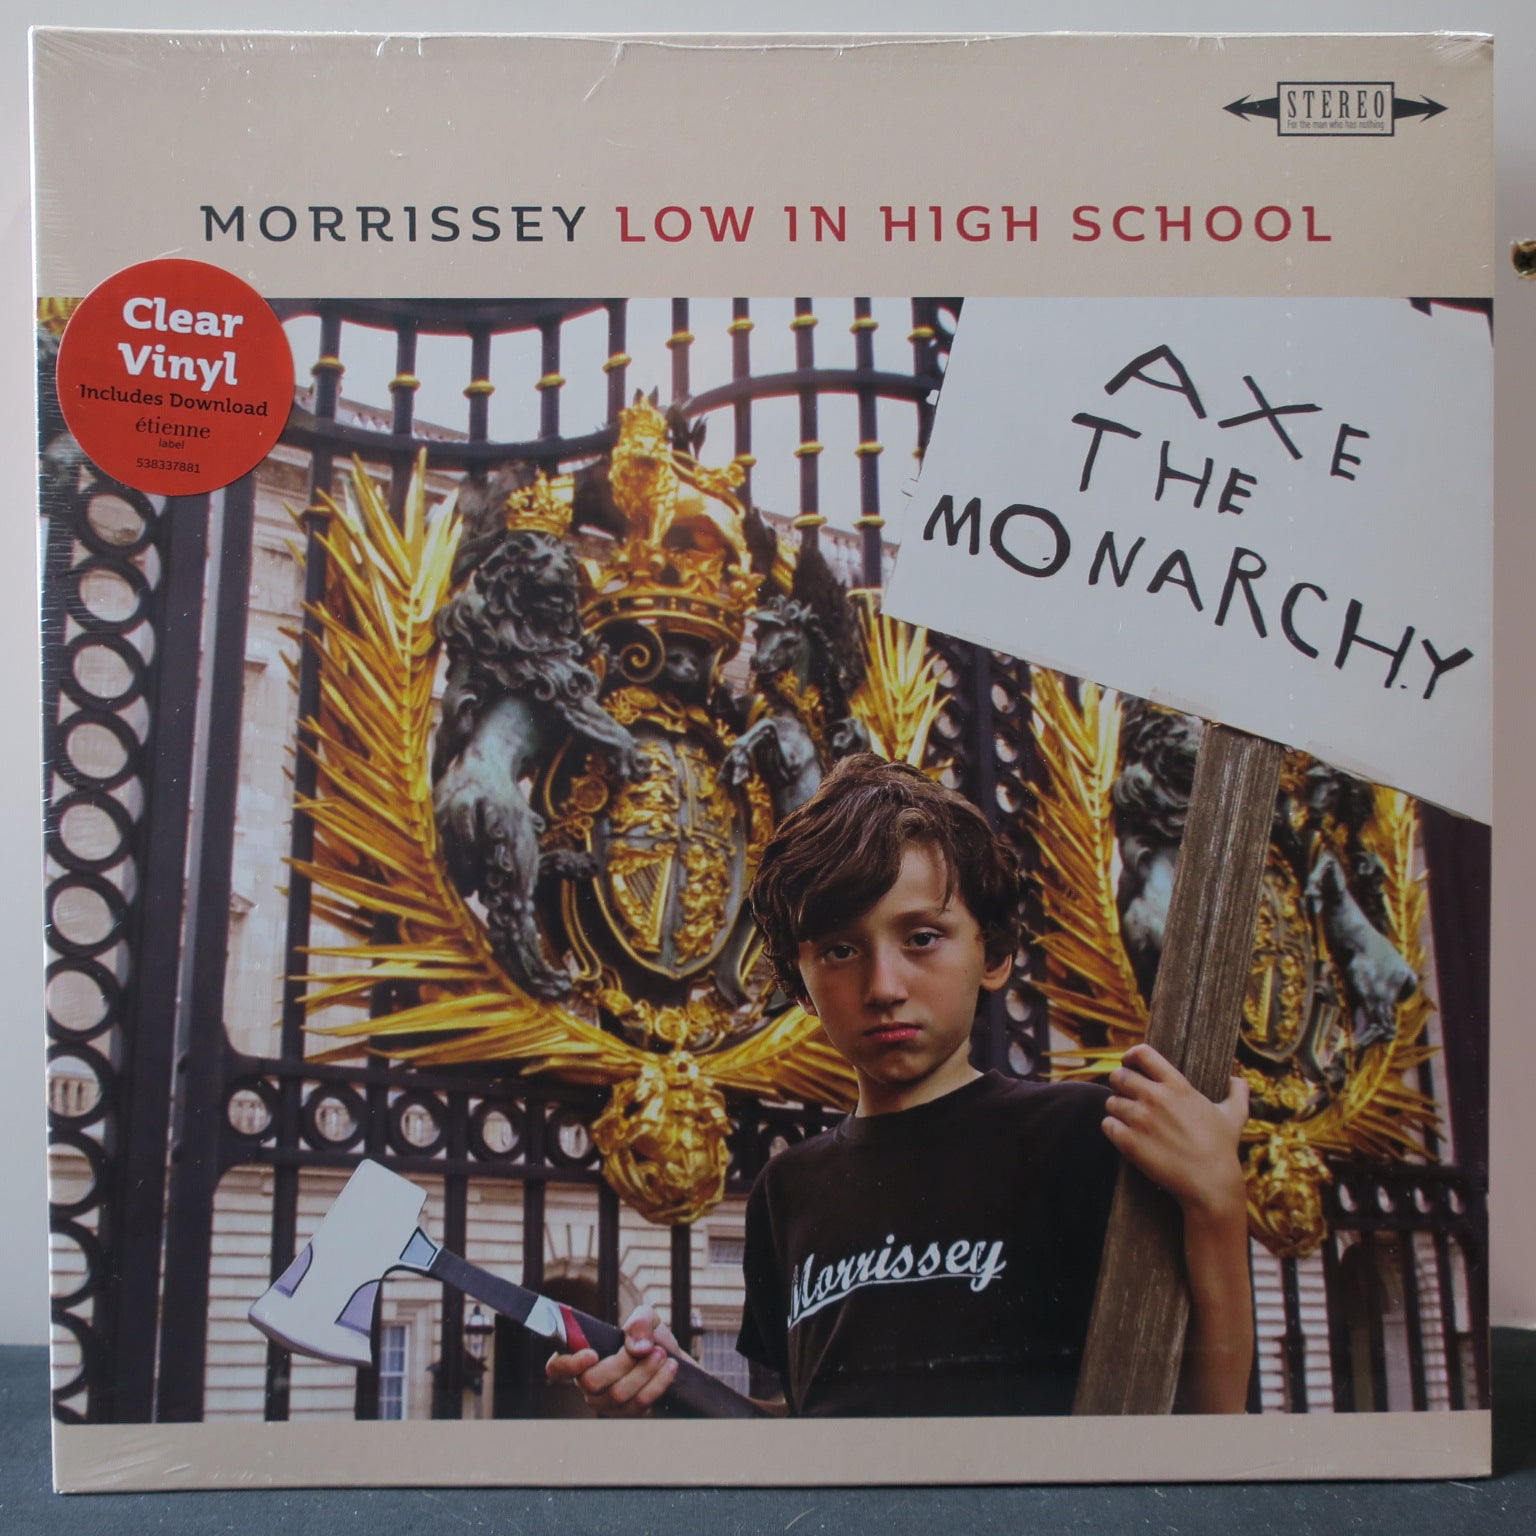 STEREO
For the man who has nothing
MORRISSEY LOW IN HIGH SCHOOL
Clear
Vinyl
Includes Download
étienne
label
538337881
AXE
THE
MONARCHY
Morrissey